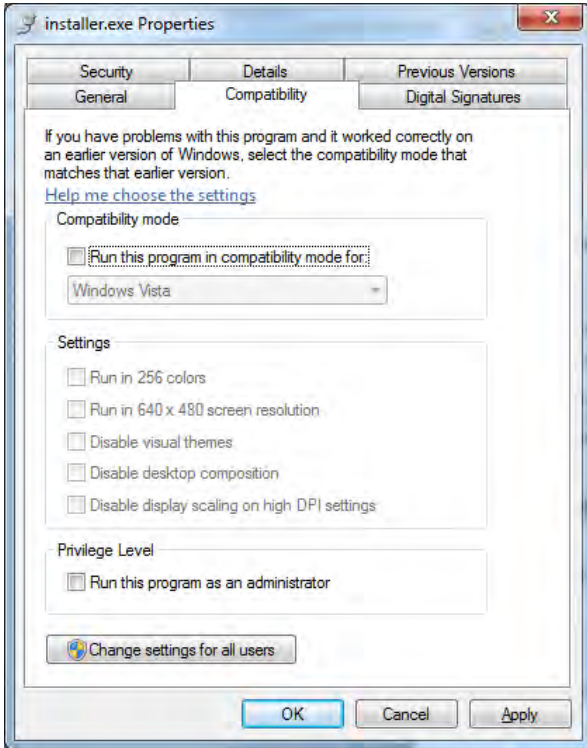 installer.exe Properties
Security
Details
Previous Versions
General
Compatibility
Digital Signatures
If you have problems with this program and it worked correctly on
an earlier version of Windows, select the compatibility mode that
matches that earlier version.
Help me choose the settings
Compatibility mode
Run this program in compatibility mode for:
Windows Vista
Settings
Run in 256 colors
Run in 640 x 480 screen resolution
Disable visual themes
Disable desktop composition
Disable display scaling on high DPI settings
Privilege Level
Run this program as an administrator
Change settings for all users
OK
Cancel
Apply